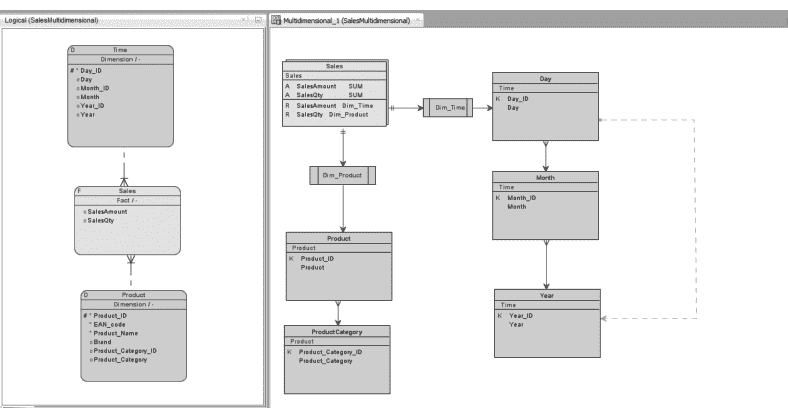 Logical (SalesMultidimensional)
D Time
Dimension / -
# * Day_ID
o Day
o Month_ID
o Month
o Year_ID
o Year
F Sales
Fact / -
o SalesAmount
o SalesQty
D Product
Dimension / -
# * Product_ID
* EAN_code
* Product_Name
o Brand
o Product_Category_ID
o Product_Category
Multidimensional_1 (SalesMultidimensional)
Sales
Sales
A SalesAmount SUM
A SalesQty SUM
R SalesAmount Dim_Time
R SalesQty Dim_Product
Dim_Time
Dim_Product
Product
Product
K Product_ID
Product
ProductCategory
Product
K Product_Category_ID
Product_Category
Day
Time
K Day_ID
Day
Month
Time
K Month_ID
Month
Year
Time
K Year_ID
Year